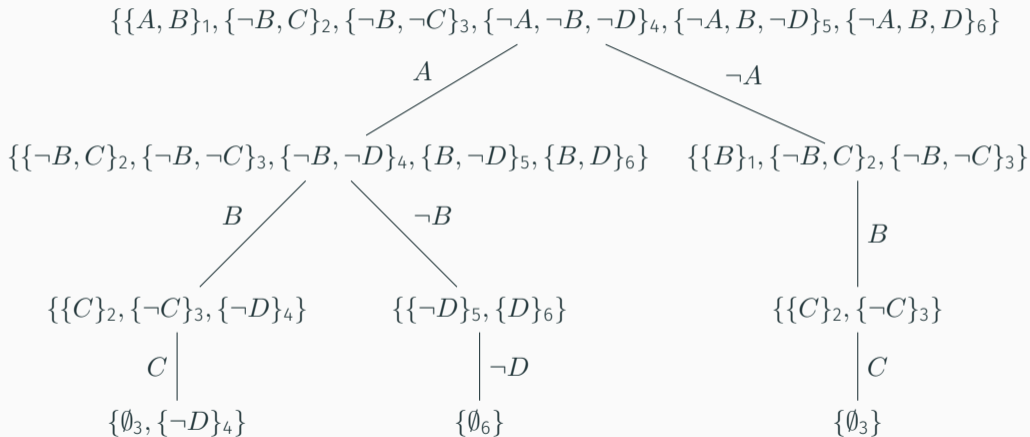 {{A, B}₁, {¬B, C}₂, {¬B, ¬C}₃, {¬A, ¬B, ¬D}₄, {¬A, B, ¬D}₅, {¬A, B, D}₆}
A ¬A
{{¬B, C}₂, {¬B, ¬C}₃, {¬B, ¬D}₄, {B, ¬D}₅, {B, D}₆} {{B}₁, {¬B, C}₂, {¬B, ¬C}₃}
B ¬B B
{{C}₂, {¬C}₃, {¬D}₄} {{¬D}₅, {D}₆} {{C}₂, {¬C}₃}
C ¬D C
{∅₃, {¬D}₄} {∅₆} {∅₃}